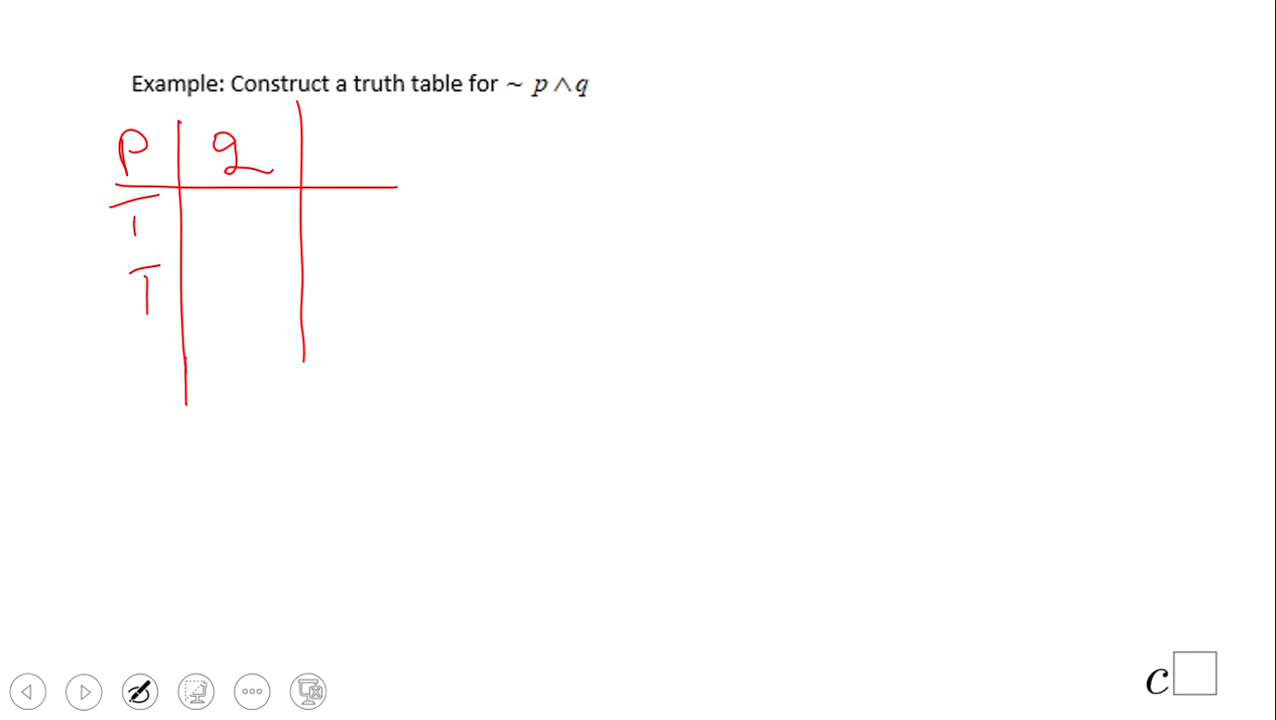 Example: Construct a truth table for ~ p ∧ q
P q
T
T
c